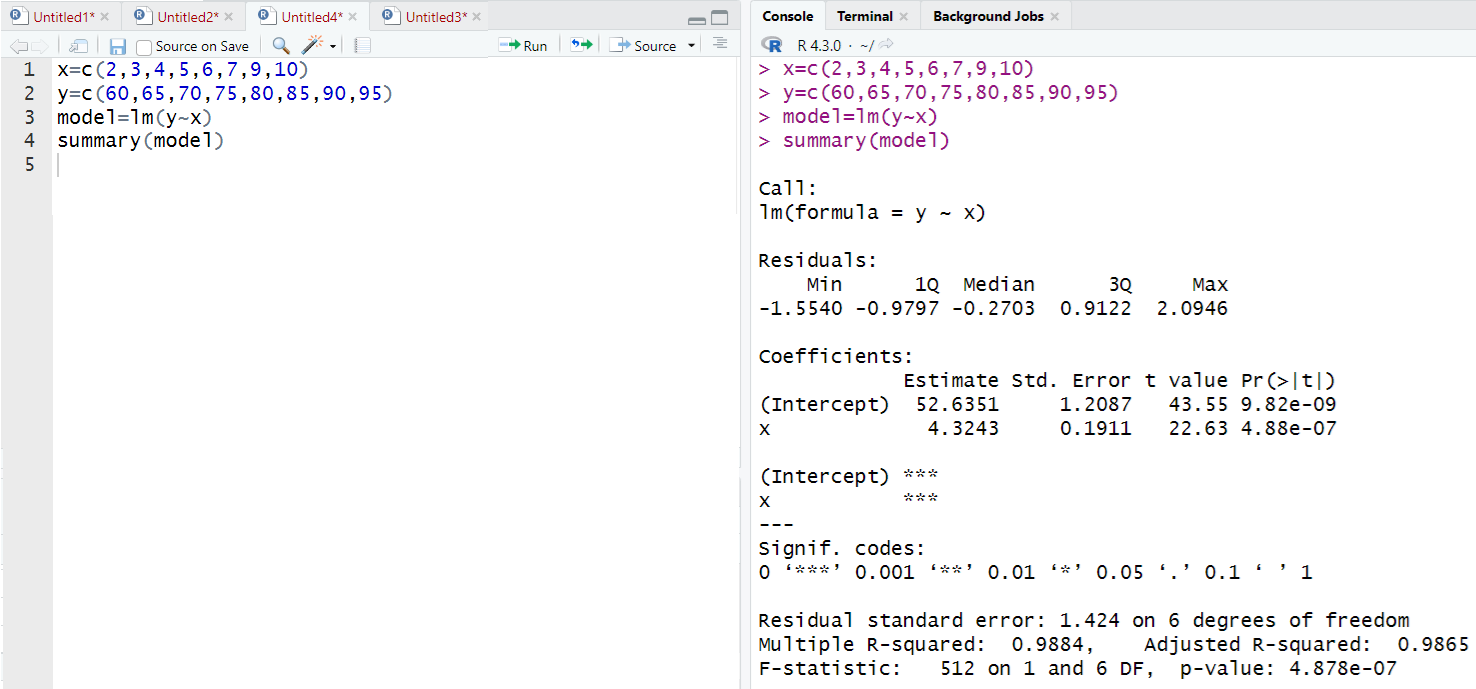 Untitled1* Untitled2* Untitled4* Untitled3*
Source on Save Run Source
1 x=c(2,3,4,5,6,7,9,10)
2 y=c(60,65,70,75,80,85,90,95)
3 model=lm(y~x)
4 summary(model)
5
Console Terminal Background Jobs
R 4.3.0 · ~/
> x=c(2,3,4,5,6,7,9,10)
> y=c(60,65,70,75,80,85,90,95)
> model=lm(y~x)
> summary(model)
Call:
lm(formula = y ~ x)
Residuals:
    Min      1Q  Median      3Q     Max
-1.5540 -0.9797 -0.2703  0.9122  2.0946
Coefficients:
            Estimate Std. Error t value Pr(>|t|)
(Intercept)  52.6351     1.2087   43.55 9.82e-09
x             4.3243     0.1911   22.63 4.88e-07
(Intercept) ***
x           ***
---
Signif. codes:
0 ‘***’ 0.001 ‘**’ 0.01 ‘*’ 0.05 ‘.’ 0.1 ‘ ’ 1
Residual standard error: 1.424 on 6 degrees of freedom
Multiple R-squared:  0.9884,    Adjusted R-squared:  0.9865
F-statistic:   512 on 1 and 6 DF,  p-value: 4.878e-07